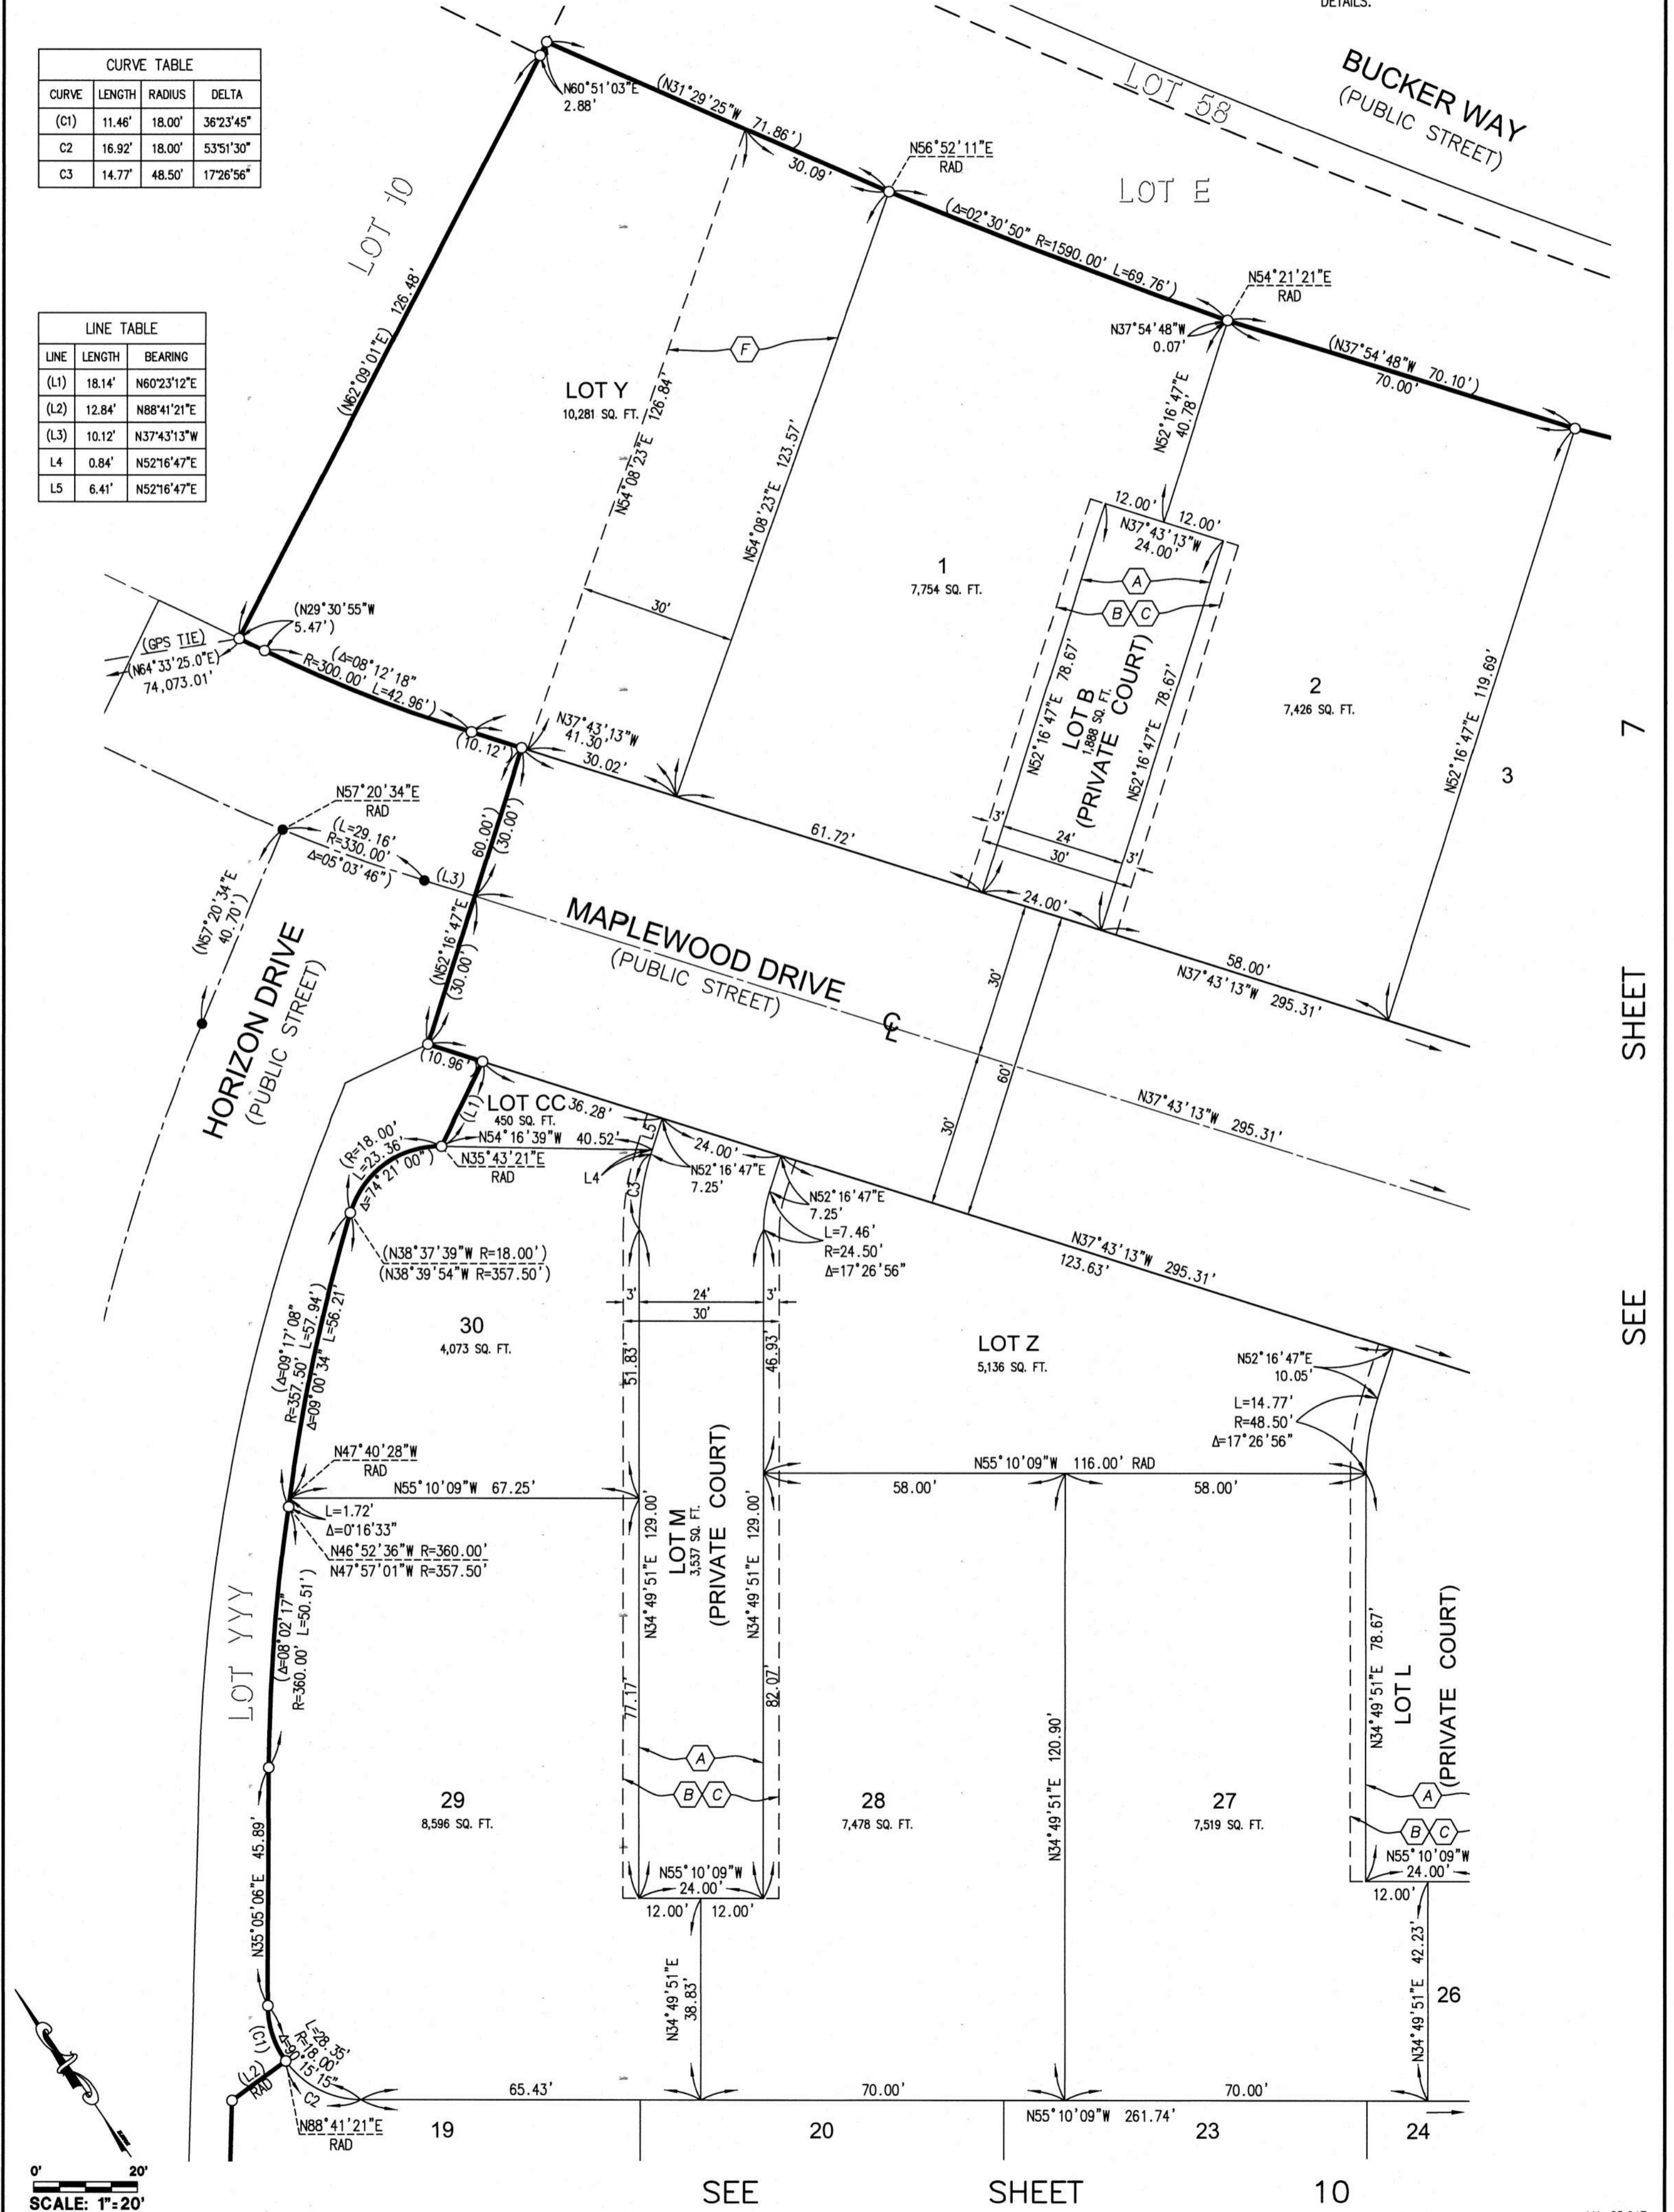 DETAILS.
CURVE TABLE
CURVE LENGTH RADIUS DELTA
(C1) 11.46' 18.00' 36°23'45"
C2 16.92' 18.00' 53°51'30"
C3 14.77' 48.50' 17°26'56"
LINE TABLE
LINE LENGTH BEARING
(L1) 18.14' N60°23'12"E
(L2) 12.84' N88°41'21"E
(L3) 10.12' N37°43'13"W
L4 0.84' N52°16'47"E
L5 6.41' N52°16'47"E
BUCKER WAY
(PUBLIC STREET)
LOT 58
LOT E
LOT 10
N60°51'03"E
2.88'
(N31°29'25"W 71.86')
30.09'
N56°52'11"E
RAD
(Δ=02°30'50" R=1590.00' L=69.76')
N54°21'21"E
RAD
N37°54'48"W
0.07'
(N37°54'48"W 70.10')
70.00'
(N62°09'01"E) 126.48'
F
LOT Y
10,281 SQ. FT.
N54°08'23"E 126.84'
N54°08'23"E 123.57'
N52°16'47"E
40.78'
12.00' 12.00'
N37°43'13"W
24.00'
A
B C
1
7,754 SQ. FT.
30'
N52°16'47"E 78.67'
LOT B
1,888 SQ. FT.
(PRIVATE COURT)
N52°16'47"E 78.67'
2
7,426 SQ. FT.
N52°16'47"E 119.69'
3
(N29°30'55"W
5.47')
(GPS TIE)
(N64°33'25.0"E)
74,073.01'
(Δ=08°12'18"
R=300.00' L=42.96')
(10.12')
N37°43'13"W
41.30'
30.02'
61.72'
3'
24'
30'
3'
24.00'
58.00'
N37°43'13"W 295.31'
N57°20'34"E
RAD
(L=29.16'
R=330.00'
Δ=05°03'46")
(L3)
60.00')
(30.00')
(N52°16'47"E
(30.00')
(N57°20'34"E
40.70')
HORIZON DRIVE
(PUBLIC STREET)
MAPLEWOOD DRIVE
(PUBLIC STREET)
CL
30'
60'
30'
N37°43'13"W 295.31'
(10.96')
(L1)
LOT CC
450 SQ. FT.
36.28'
N54°16'39"W 40.52'
L5
24.00'
N35°43'21"E
RAD
L4
N52°16'47"E
7.25'
C3
N52°16'47"E
7.25'
L=7.46'
R=24.50'
Δ=17°26'56"
(R=18.00'
L=23.36'
Δ=74°21'00")
(N38°37'39"W R=18.00')
(N38°39'54"W R=357.50')
N37°43'13"W 295.31'
123.63'
3' 24' 3'
30'
30
4,073 SQ. FT.
51.83'
46.93'
LOT Z
5,136 SQ. FT.
N52°16'47"E
10.05'
L=14.77'
R=48.50'
Δ=17°26'56"
(Δ=09°17'08"
R=357.50' L=57.94')
Δ=09°00'34" L=56.21'
N47°40'28"W
RAD
N55°10'09"W 67.25'
N55°10'09"W 116.00' RAD
58.00' 58.00'
L=1.72'
Δ=0°16'33"
N46°52'36"W R=360.00'
N47°57'01"W R=357.50'
N34°49'51"E 129.00'
LOT M
3,537 SQ. FT.
(PRIVATE COURT)
N34°49'51"E 129.00'
LOT YYY
(Δ=08°02'17"
R=360.00' L=50.51')
77.17'
82.07'
A
B C
N34°49'51"E 120.90'
N34°49'51"E 78.67'
LOT L
(PRIVATE COURT)
A
B C
29
8,596 SQ. FT.
28
7,478 SQ. FT.
27
7,519 SQ. FT.
N55°10'09"W
24.00'
12.00' 12.00'
N55°10'09"W
24.00'
12.00'
N35°05'06"E 45.89'
N34°49'51"E
38.83'
N34°49'51"E 42.23'
26
(C1)
L=28.35'
R=18.00'
Δ=90°15'15"
(L2)
RAD
C2
N88°41'21"E
RAD
65.43' 70.00' 70.00'
N55°10'09"W 261.74'
19 20 23 24
0' 20'
SCALE: 1"=20'
SEE SHEET 10
SEE SHEET 7